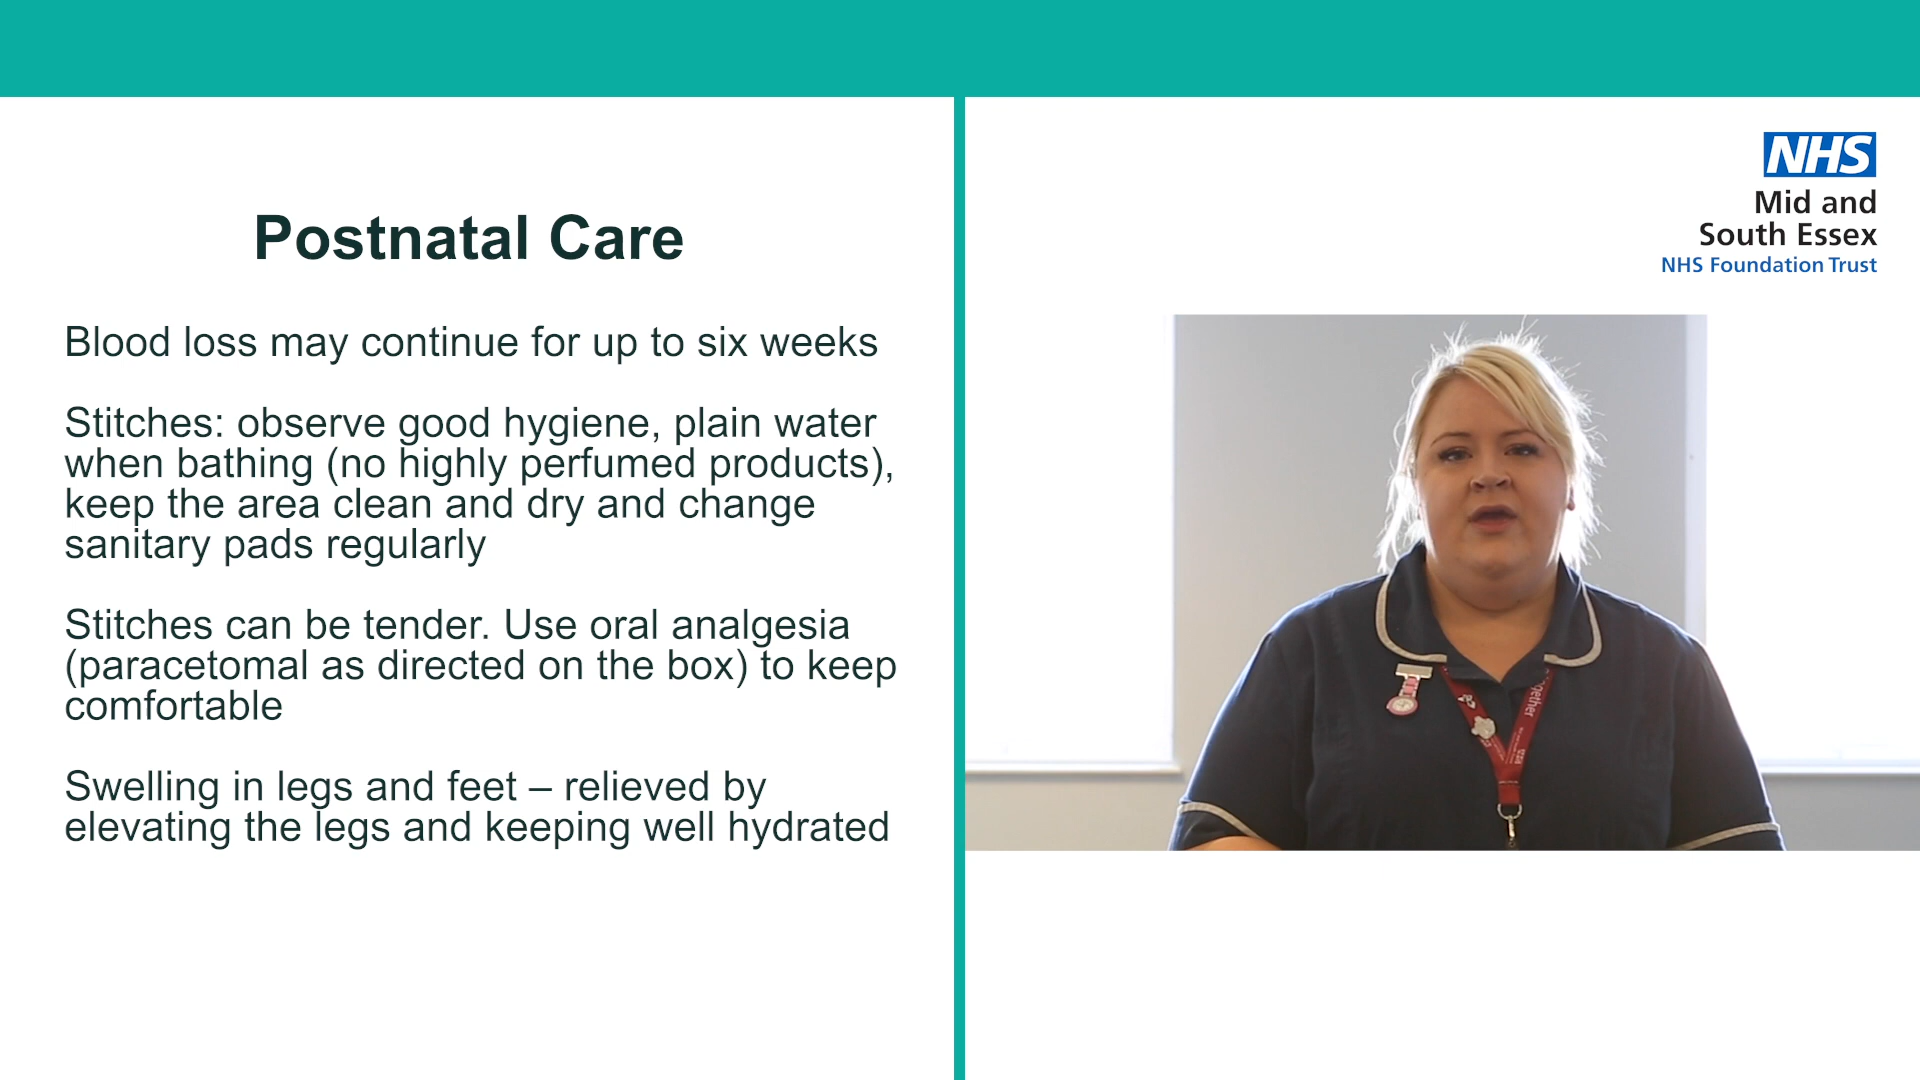 Postnatal Care
Blood loss may continue for up to six weeks
Stitches: observe good hygiene, plain water
when bathing (no highly perfumed products),
keep the area clean and dry and change
sanitary pads regularly
Stitches can be tender. Use oral analgesia
(paracetomal as directed on the box) to keep
comfortable
Swelling in legs and feet – relieved by
elevating the legs and keeping well hydrated
NHS
Mid and
South Essex
NHS Foundation Trust